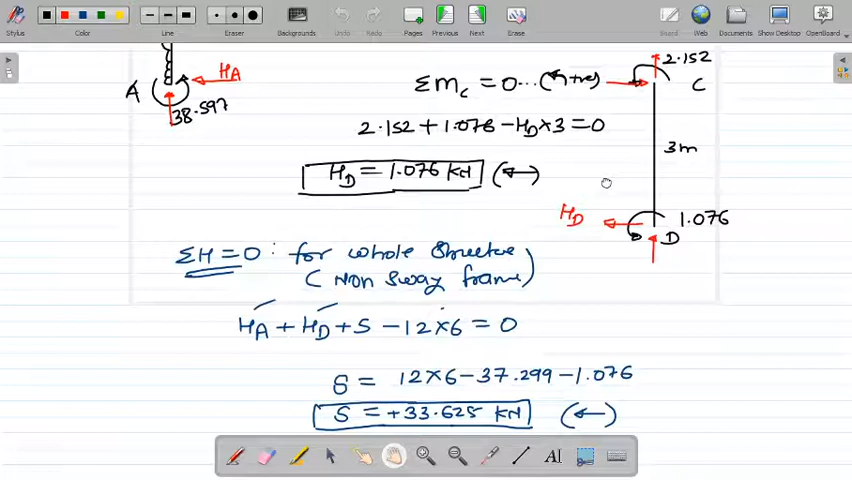 Stylus
Color
Line
Eraser
Backgrounds
Undo
Redo
Pages
Previous
Next
Erase
Board
Web
Documents
Show Desktop
OpenBoard
A
HA
38.597
ΣMc = 0...(↶+ve)
2.152
C
2.152 + 1.076 - HD×3 = 0
3m
HD = 1.076 kN (←)
HD
1.076
D
ΣH = 0 : for whole Structure
(Non Sway frame)
HA + HD + S - 12×6 = 0
S = 12×6 - 37.299 - 1.076
S = +33.625 kN (←)